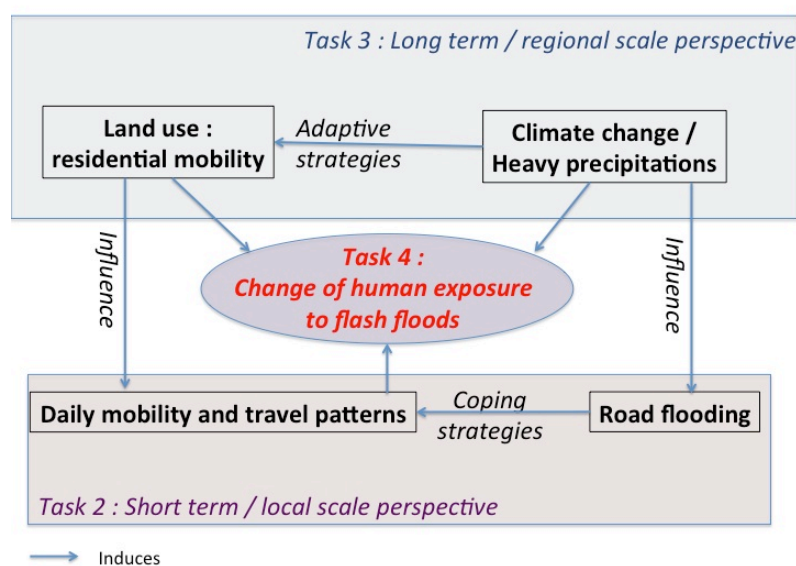 Task 3 : Long term / regional scale perspective
Land use :
residential mobility
Adaptive
strategies
Climate change /
Heavy precipitations
Influence
Task 4 :
Change of human exposure
to flash floods
Influence
Daily mobility and travel patterns
Coping
strategies
Road flooding
Task 2 : Short term / local scale perspective
Induces